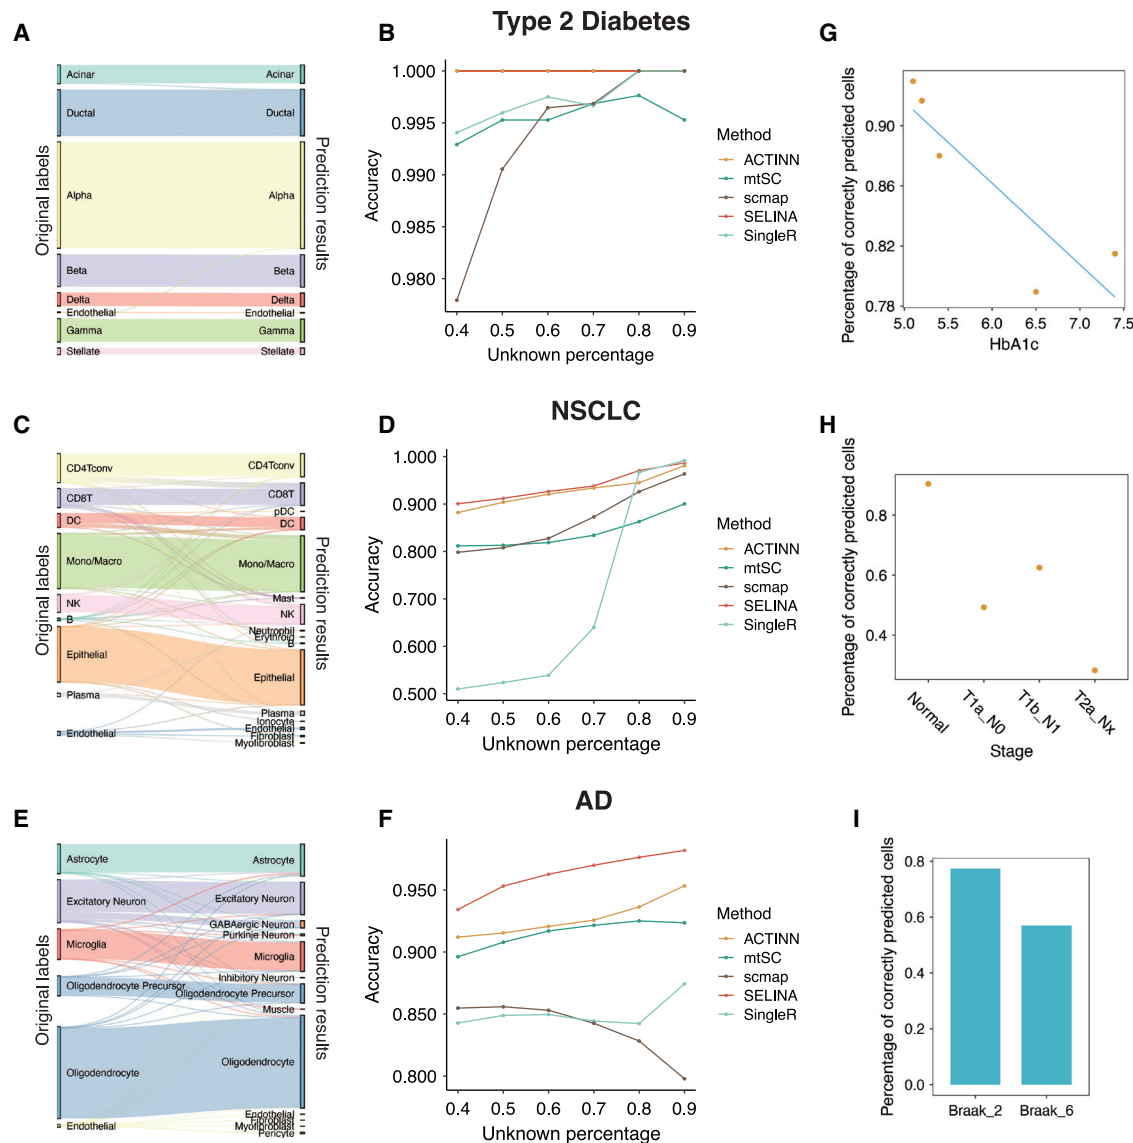 Type 2 Diabetes
A
Original labels
Acinar Acinar
Ductal Ductal
Alpha Alpha
Beta Beta
Delta Delta
Endothelial Endothelial
Gamma Gamma
Stellate Stellate
Prediction results
B
Accuracy
1.000
0.995
0.990
0.985
0.980
0.4 0.5 0.6 0.7 0.8 0.9
Unknown percentage
Method
ACTINN
mtSC
scmap
SELINA
SingleR
G
Percentage of correctly predicted cells
0.90
0.86
0.82
0.78
5.0 5.5 6.0 6.5 7.0 7.5
HbA1c
NSCLC
C
Original labels
CD4Tconv
CD8T
DC
Mono/Macro
NK
B
Epithelial
Plasma
Endothelial
CD4Tconv
CD8T
pDC
DC
Mono/Macro
Mast
NK
Neutrophil
Erythroid
B
Epithelial
Plasma
Ionocyte
Endothelial
Fibroblast
Myofibroblast
Prediction results
D
Accuracy
1.000
0.900
0.800
0.700
0.600
0.500
0.4 0.5 0.6 0.7 0.8 0.9
Unknown percentage
Method
ACTINN
mtSC
scmap
SELINA
SingleR
H
Percentage of correctly predicted cells
0.8
0.6
0.4
Normal T1a_N0 T1b_N1 T2a_Nx
Stage
AD
E
Original labels
Astrocyte
Excitatory Neuron
Microglia
Oligodendrocyte Precursor
Oligodendrocyte
Endothelial
Astrocyte
Excitatory Neuron
GABAergic Neuron
Purkinje Neuron
Microglia
Inhibitory Neuron
Oligodendrocyte Precursor
Muscle
Oligodendrocyte
Endothelial
Fibroblast
Myofibroblast
Pericyte
Prediction results
F
Accuracy
0.950
0.900
0.850
0.800
0.4 0.5 0.6 0.7 0.8 0.9
Unknown percentage
Method
ACTINN
mtSC
scmap
SELINA
SingleR
I
Percentage of correctly predicted cells
0.8
0.6
0.4
0.2
0.0
Braak_2 Braak_6